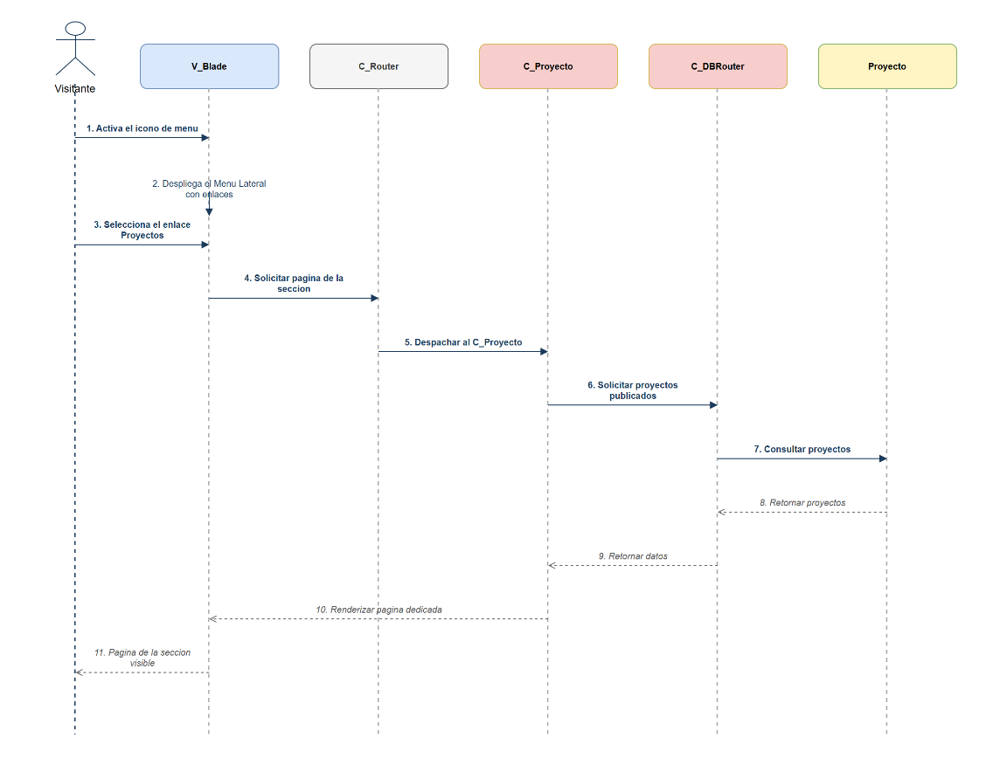 Visitante
V_Blade
C_Router
C_Proyecto
C_DBRouter
Proyecto
1. Activa el icono de menu
2. Despliega el Menu Lateral
con enlaces
3. Selecciona el enlace
Proyectos
4. Solicitar pagina de la
seccion
5. Despachar al C_Proyecto
6. Solicitar proyectos
publicados
7. Consultar proyectos
8. Retornar proyectos
9. Retornar datos
10. Renderizar pagina dedicada
11. Pagina de la seccion
visible